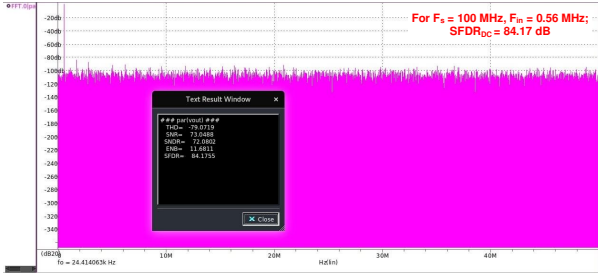 FFT.0|pa
For Fs = 100 MHz, Fin = 0.56 MHz;
SFDRDC = 84.17 dB
-20db
-40db
-60db
-80db
-100db
-120
-140
-160
-180
-200
-220
-240
-260
-280
-300
-320
-340
Text Result Window ×
### par(vout) ###
THD= -79.0719
SNR= 73.0488
SNDR= 72.0802
ENB= 11.6811
SFDR= 84.1755
Close
(dB20)
10M 20M 30M 40M
fo = 24.414063k Hz
Hz(lin)